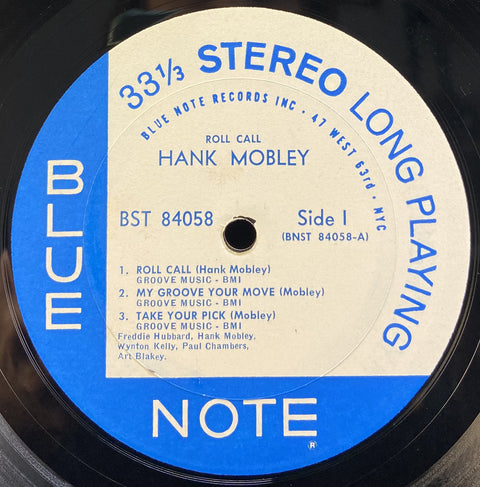 33 1/3 STEREO LONG PLAYING
BLUE NOTE RECORDS INC · 47 WEST 63rd · NYC
ROLL CALL
HANK MOBLEY
BST 84058
Side I
(BNST 84058-A)
1. ROLL CALL (Hank Mobley)
GROOVE MUSIC - BMI
2. MY GROOVE YOUR MOVE (Mobley)
GROOVE MUSIC - BMI
3. TAKE YOUR PICK (Mobley)
GROOVE MUSIC - BMI
Freddie Hubbard, Hank Mobley,
Wynton Kelly, Paul Chambers,
Art Blakey.
BLUE
NOTE
®